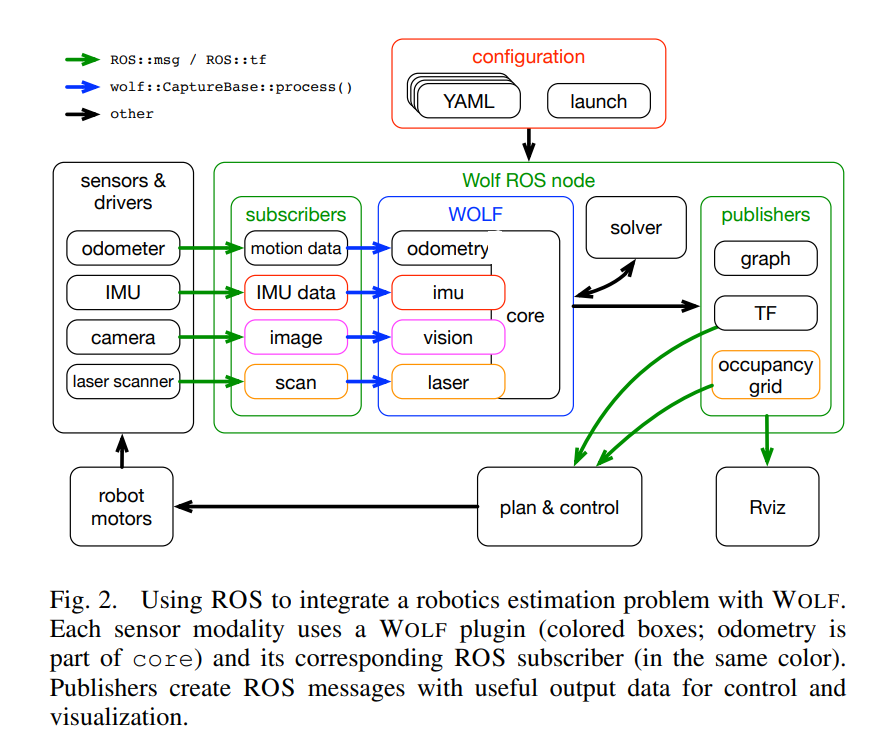 ROS::msg / ROS::tf
wolf::CaptureBase::process()
other
configuration
YAML
launch
sensors &
drivers
odometer
IMU
camera
laser scanner
Wolf ROS node
subscribers
motion data
IMU data
image
scan
WOLF
odometry
imu
vision
laser
core
solver
publishers
graph
TF
occupancy
grid
robot
motors
plan & control
Rviz
Fig. 2. Using ROS to integrate a robotics estimation problem with WOLF.
Each sensor modality uses a WOLF plugin (colored boxes; odometry is
part of core) and its corresponding ROS subscriber (in the same color).
Publishers create ROS messages with useful output data for control and
visualization.